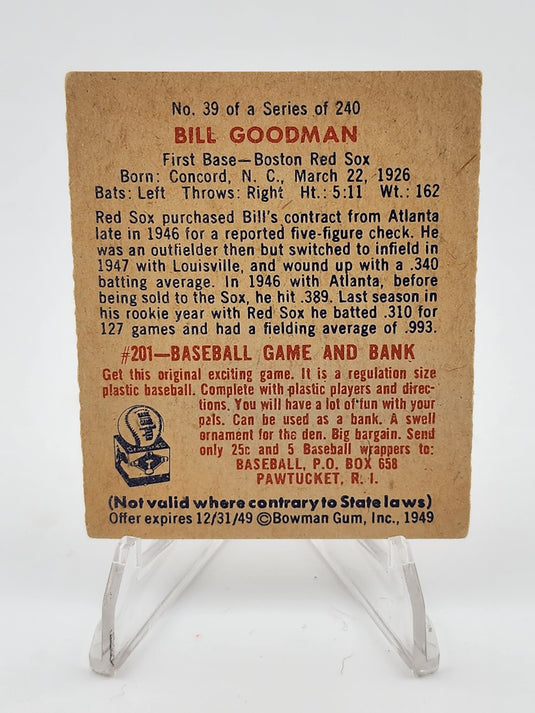 No. 39 of a Series of 240
BILL GOODMAN
First Base—Boston Red Sox
Born: Concord, N. C., March 22, 1926
Bats: Left Throws: Right Ht.: 5:11 Wt.: 162
Red Sox purchased Bill's contract from Atlanta
late in 1946 for a reported five-figure check. He
was an outfielder then but switched to infield in
1947 with Louisville, and wound up with a .340
batting average. In 1946 with Atlanta, before
being sold to the Sox, he hit .389. Last season in
his rookie year with Red Sox he batted .310 for
127 games and had a fielding average of .993.
#201—BASEBALL GAME AND BANK
Get this original exciting game. It is a regulation size
plastic baseball. Complete with plastic players and direc-
tions. You will have a lot of fun with your
pals. Can be used as a bank. A swell
ornament for the den. Big bargain. Send
only 25c and 5 Baseball wrappers to:
BASEBALL, P.O. BOX 658
PAWTUCKET, R. I.
(Not valid where contrary to State laws)
Offer expires 12/31/49 ©Bowman Gum, Inc., 1949